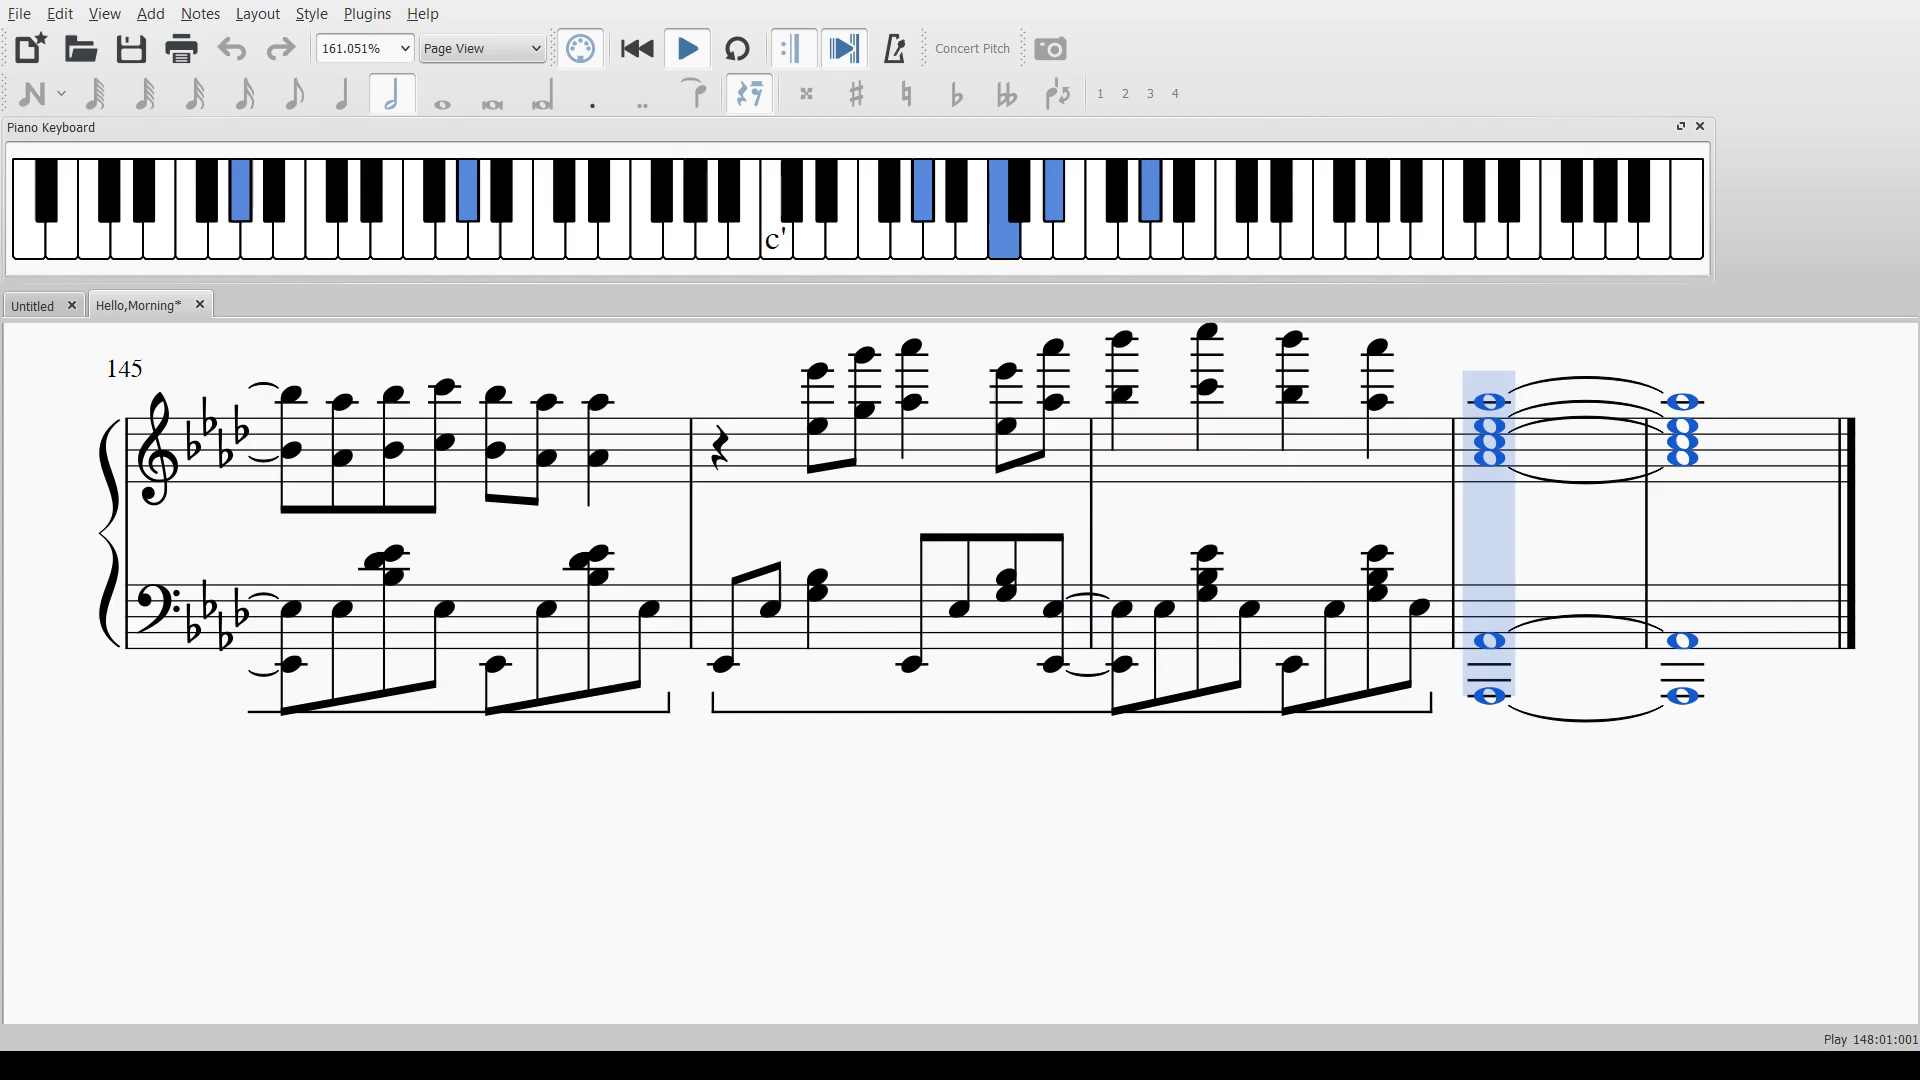 File Edit View Add Notes Layout Style Plugins Help
161.051% Page View Concert Pitch
1 2 3 4
Piano Keyboard
c'
Untitled Hello,Morning*
145
Play 148:01:001